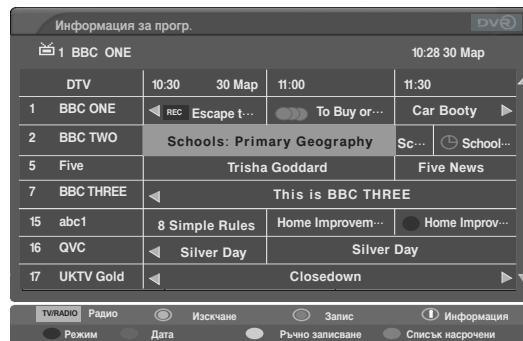 Информация за прогр. DVR
1 BBC ONE 10:28 30 Мар
DTV 10:30 30 Мар 11:00 11:30
1 BBC ONE REC Escape t··· To Buy or··· Car Booty
2 BBC TWO Schools: Primary Geography Sc··· School···
5 Five Trisha Goddard Five News
7 BBC THREE This is BBC THREE
15 abc1 8 Simple Rules Home Improvem··· Home Improv···
16 QVC Silver Day Silver Day
17 UKTV Gold Closedown
TV/RADIO Радио Изскчане Запис Информация
Режим Дата Ръчно записване Списък насрочени